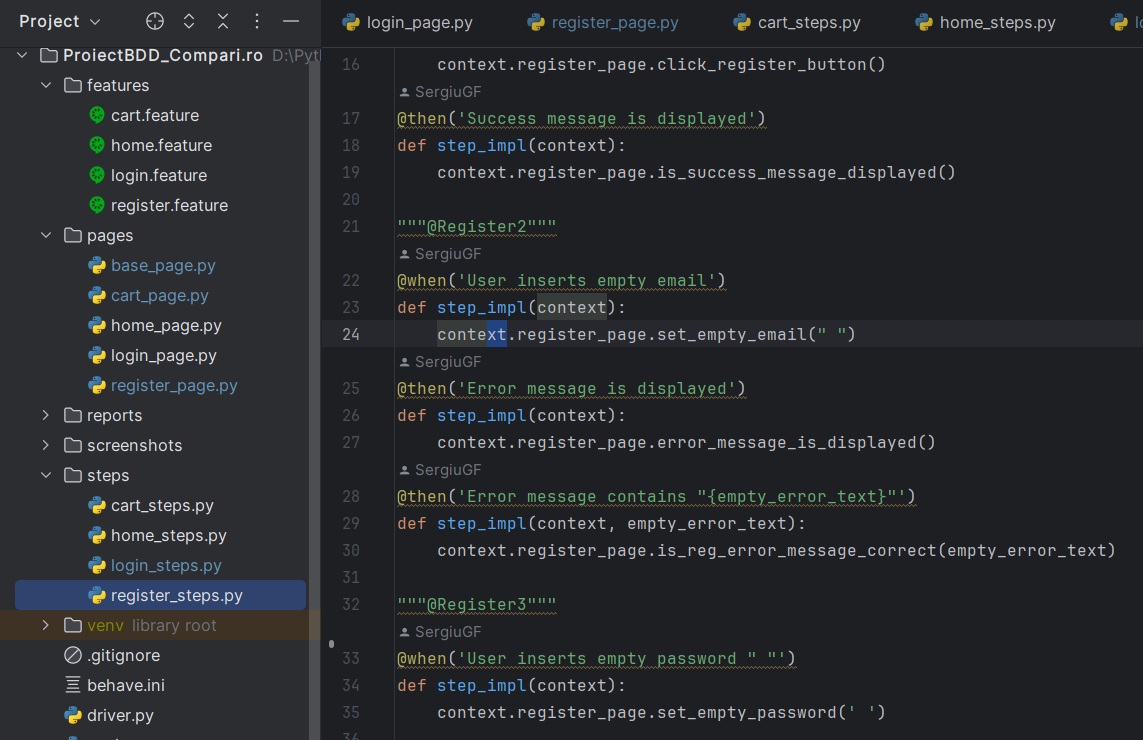 Project
login_page.py register_page.py cart_steps.py home_steps.py
ProiectBDD_Compari.ro D:\Pyt
features
cart.feature
home.feature
login.feature
register.feature
pages
base_page.py
cart_page.py
home_page.py
login_page.py
register_page.py
reports
screenshots
steps
cart_steps.py
home_steps.py
login_steps.py
register_steps.py
venv library root
.gitignore
behave.ini
driver.py
16 context.register_page.click_register_button()
SergiuGF
17 @then('Success message is displayed')
18 def step_impl(context):
19 context.register_page.is_success_message_displayed()
20
21 """@Register2"""
SergiuGF
22 @when('User inserts empty email')
23 def step_impl(context):
24 context.register_page.set_empty_email(" ")
SergiuGF
25 @then('Error message is displayed')
26 def step_impl(context):
27 context.register_page.error_message_is_displayed()
SergiuGF
28 @then('Error message contains "{empty_error_text}"')
29 def step_impl(context, empty_error_text):
30 context.register_page.is_reg_error_message_correct(empty_error_text)
31
32 """@Register3"""
SergiuGF
33 @when('User inserts empty password " "')
34 def step_impl(context):
35 context.register_page.set_empty_password(' ')
36